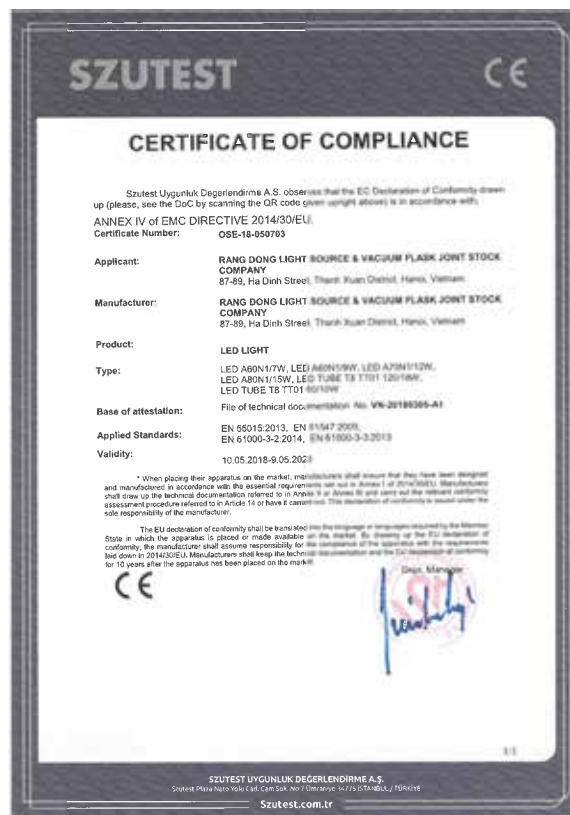 SZUTEST
CE
CERTIFICATE OF COMPLIANCE
Szutest Uygunluk Degerlendirme A.S. observes that the EC Declaration of Conformity drawn
up (please, see the DoC by scanning the QR code given upright above) is in accordance with;
ANNEX IV of EMC DIRECTIVE 2014/30/EU.
Certificate Number: OSE-18-050703
Applicant: RANG DONG LIGHT SOURCE & VACUUM FLASK JOINT STOCK
COMPANY
87-89, Ha Dinh Street, Thanh Xuan District, Hanoi, Vietnam
Manufacturer: RANG DONG LIGHT SOURCE & VACUUM FLASK JOINT STOCK
COMPANY
87-89, Ha Dinh Street, Thanh Xuan District, Hanoi, Vietnam
Product: LED LIGHT
Type: LED A60N1/7W, LED A60N1/9W, LED A70N1/12W,
LED A80N1/15W, LED TUBE T8 TT01 120/18W,
LED TUBE T8 TT01 60/10W
Base of attestation: File of technical documentation No. VN-20180305-A1
Applied Standards: EN 55015:2013, EN 61547:2009,
EN 61000-3-2:2014, EN 61000-3-3:2013
Validity: 10.05.2018-9.05.2023
* When placing their apparatus on the market, manufacturers shall ensure that they have been designed
and manufactured in accordance with the essential requirements set out in Annex I of 2014/30/EU. Manufacturers
shall draw up the technical documentation referred to in Annex II or Annex III and carry out the relevant conformity
assessment procedure referred to in Article 14 or have it carried out. This declaration of conformity is issued under the
sole responsibility of the manufacturer.
The EU declaration of conformity shall be translated into the language or languages required by the Member
State in which the apparatus is placed or made available on the market. By drawing up the EU declaration of
conformity, the manufacturer shall assume responsibility for the compliance of the apparatus with the requirements
laid down in 2014/30/EU. Manufacturers shall keep the technical documentation and the EU declaration of conformity
for 10 years after the apparatus has been placed on the market.
CE
Dept. Manager
1/1
SZUTEST UYGUNLUK DEĞERLENDİRME A.Ş.
Szutest Plaza Nato Yolu Cad. Çam Sok. No:7 Ümraniye 34775 İSTANBUL / TÜRKİYE
Szutest.com.tr